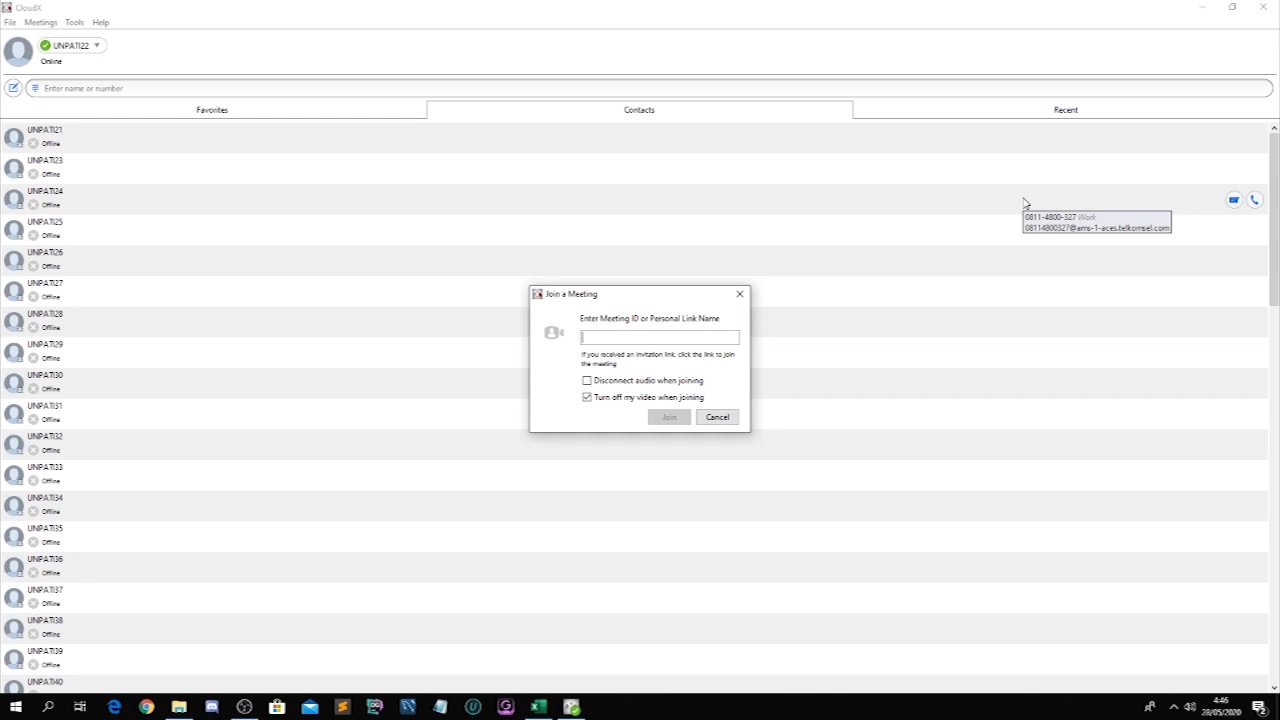 CloudX
File Meetings Tools Help
UNPATI22
Online
Enter name or number
Favorites Contacts Recent
UNPATI21
Offline
UNPATI23
Offline
UNPATI24
Offline
0811-4800-327 Work
08114800327@ams-1-aces.telkomsel.com
UNPATI25
Offline
UNPATI26
Offline
UNPATI27
Offline
UNPATI28
Offline
UNPATI29
Offline
UNPATI30
Offline
UNPATI31
Offline
UNPATI32
Offline
UNPATI33
Offline
UNPATI34
Offline
UNPATI35
Offline
UNPATI36
Offline
UNPATI37
Offline
UNPATI38
Offline
UNPATI39
Offline
UNPATI40
Join a Meeting
Enter Meeting ID or Personal Link Name
If you received an invitation link, click the link to join
the meeting
Disconnect audio when joining
Turn off my video when joining
Join Cancel
4:46
28/05/2020
2